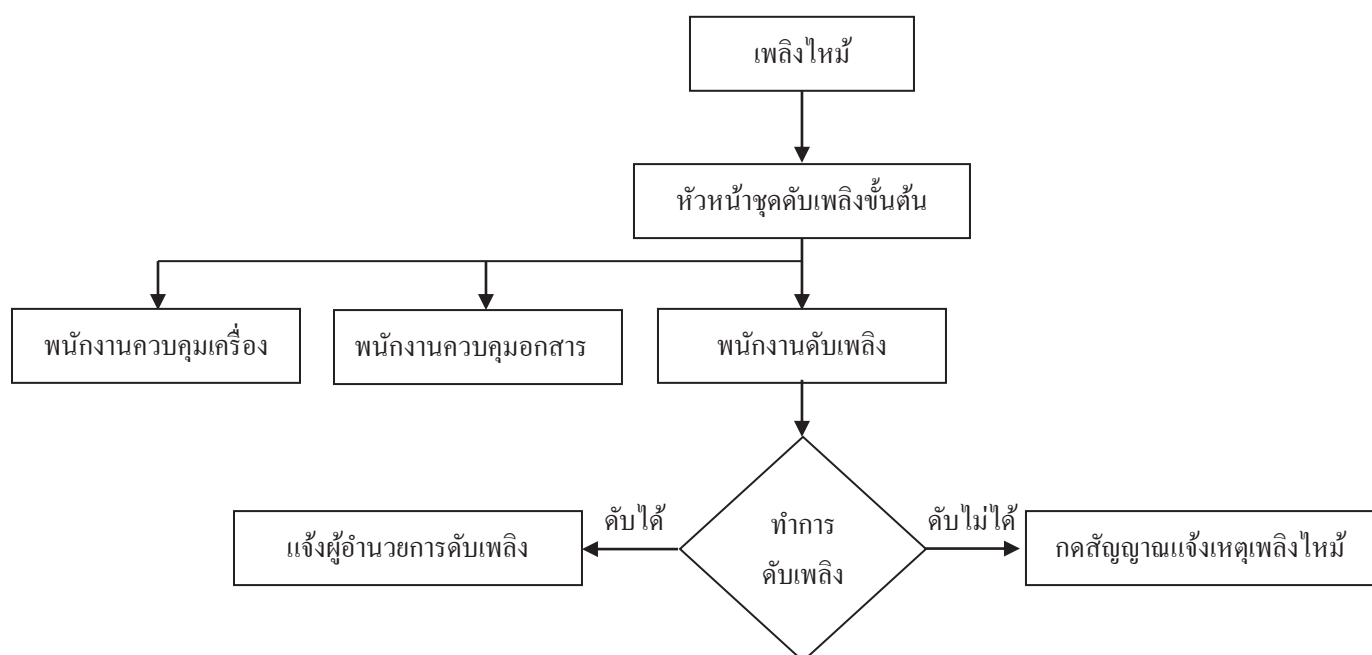 เพลิงไหม้
หัวหน้าชุดดับเพลิงขั้นต้น
พนักงานควบคุมเครื่อง
พนักงานควบคุมอกสาร
พนักงานดับเพลิง
แจ้งผู้อำนวยการดับเพลิง
ดับได้
ทำการ
ดับเพลิง
ดับไม่ได้
กดสัญญาณแจ้งเหตุเพลิงไหม้